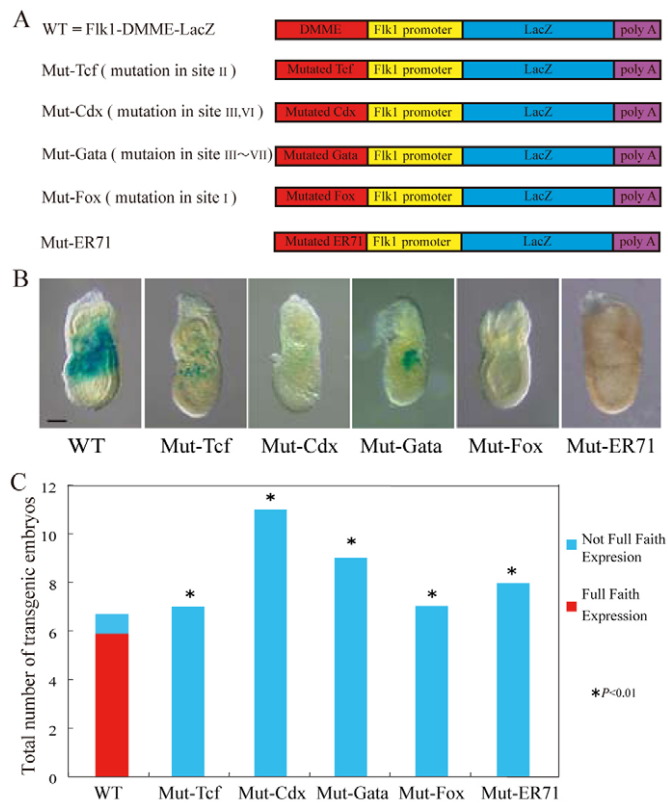 A
WT = Flk1-DMME-LacZ
DMME Flk1 promoter LacZ poly A
Mut-Tcf ( mutation in site II )
Mutated Tcf Flk1 promoter LacZ poly A
Mut-Cdx ( mutation in site III,VI )
Mutated Cdx Flk1 promoter LacZ poly A
Mut-Gata ( mutaion in site III～VII)
Mutated Gata Flk1 promoter LacZ poly A
Mut-Fox ( mutation in site I )
Mutated Fox Flk1 promoter LacZ poly A
Mut-ER71
Mutated ER71 Flk1 promoter LacZ poly A
B
WT Mut-Tcf Mut-Cdx Mut-Gata Mut-Fox Mut-ER71
C
Total number of transgenic embryos
12
10
8
6
4
2
0
* * * * *
WT Mut-Tcf Mut-Cdx Mut-Gata Mut-Fox Mut-ER71
Not Full Faith
Expresion
Full Faith
Expression
*P<0.01